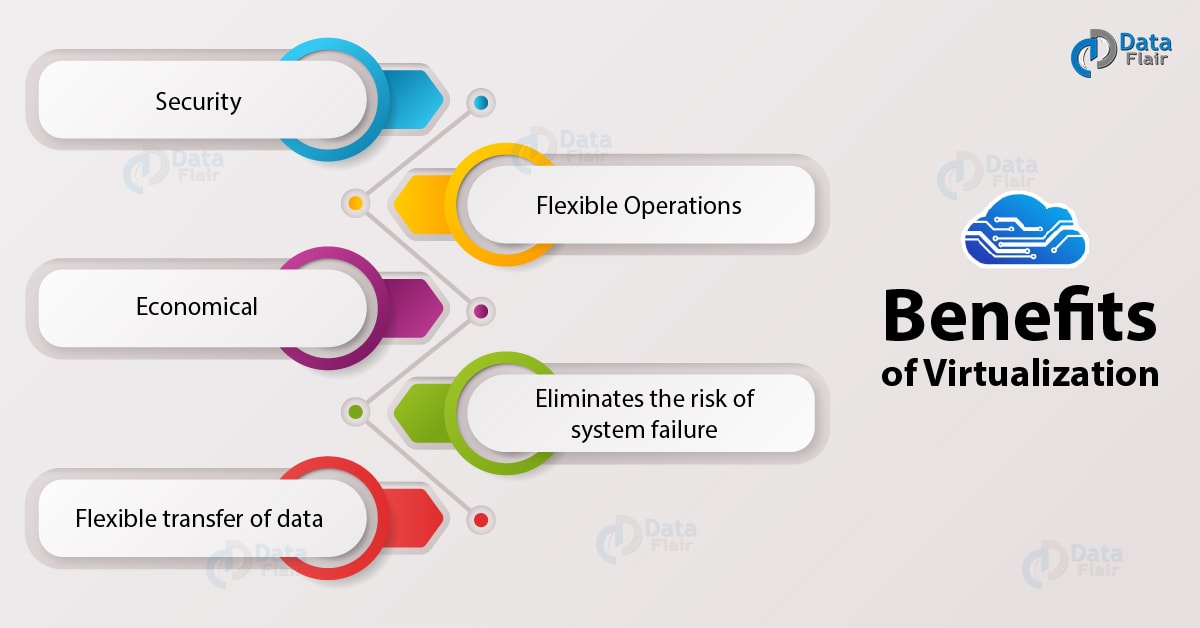 Data
Flair
Security
Flexible Operations
Economical
Eliminates the risk of
system failure
Flexible transfer of data
Benefits
of Virtualization
Data
Flair
Data
Flair
Data
Flair
Data
Flair
Data
Flair
Data
Flair